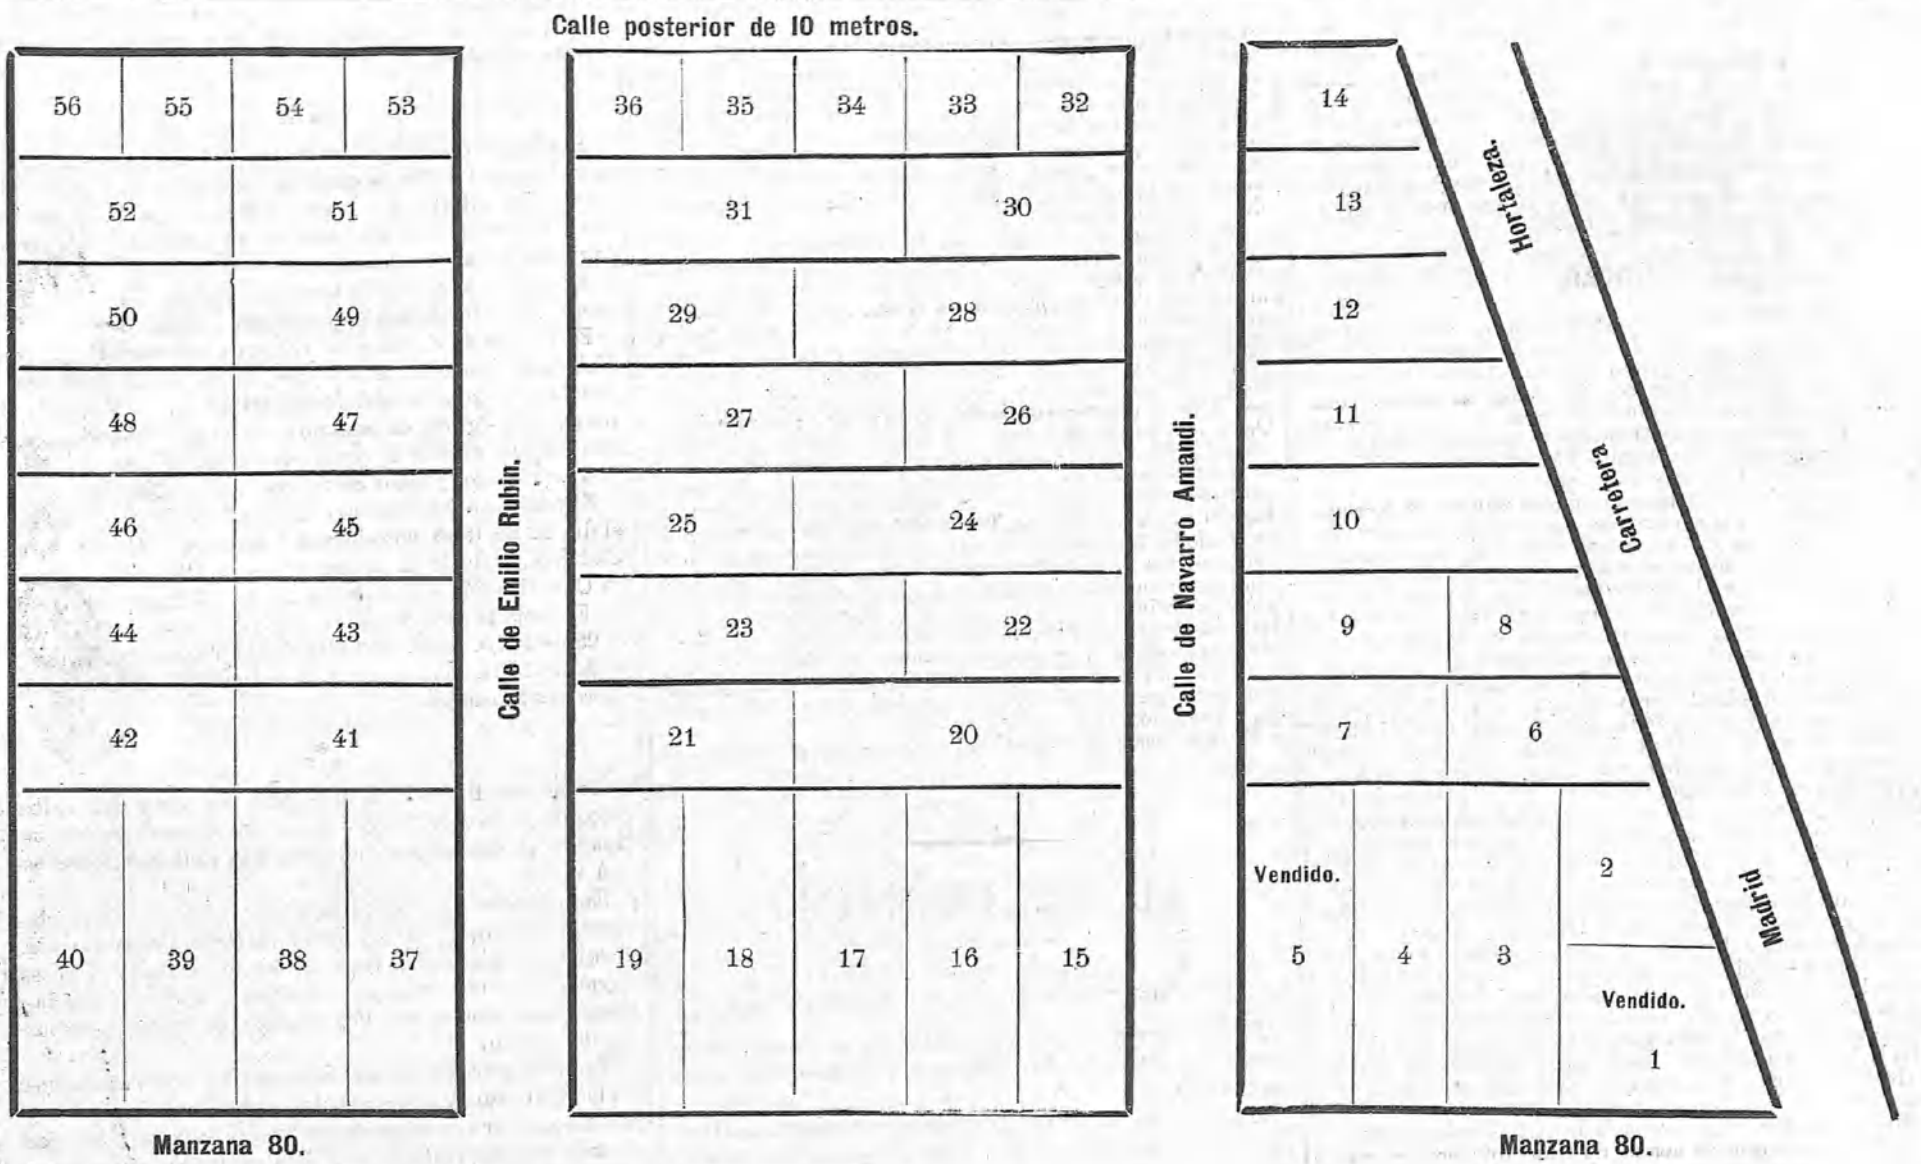 Calle posterior de 10 metros.
56 55 54 53
52 51
50 49
48 47
46 45
44 43
42 41
40 39 38 37
Manzana 80.
Calle de Emilio Rubin.
36 35 34 33 32
31 30
29 28
27 26
25 24
23 22
21 20
19 18 17 16 15
Calle de Navarro Amandi.
14
13
12
11
10
9 8
7 6
Vendido. 2
5 4 3
Vendido.
1
Hortaleza.
Carretera
Madrid
Manzana 80.